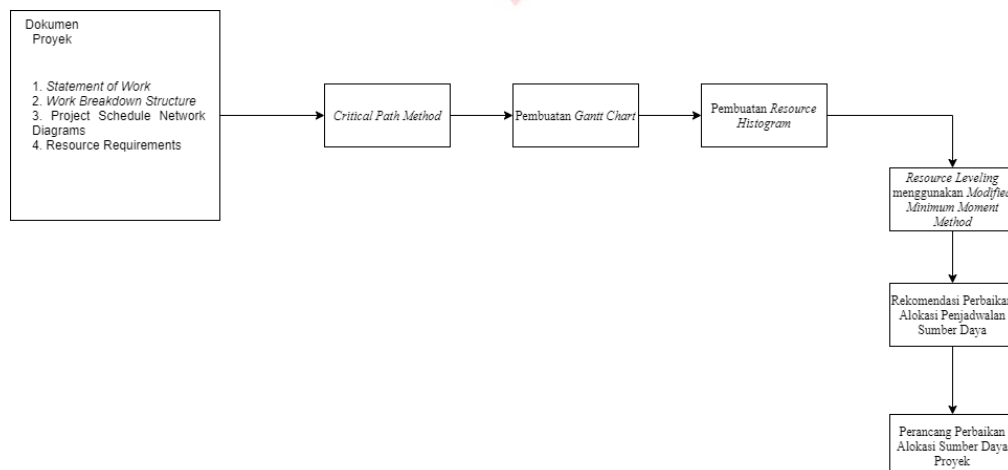 Dokumen
Proyek
1. Statement of Work
2. Work Breakdown Structure
3. Project Schedule Network
Diagrams
4. Resource Requirements
Critical Path Method
Pembuatan Gantt Chart
Pembuatan Resource
Histogram
Resource Leveling
menggunakan Modified
Minimum Moment
Method
Rekomendasi Perbaikan
Alokasi Penjadwalan
Sumber Daya
Perancang Perbaikan
Alokasi Sumber Daya
Proyek